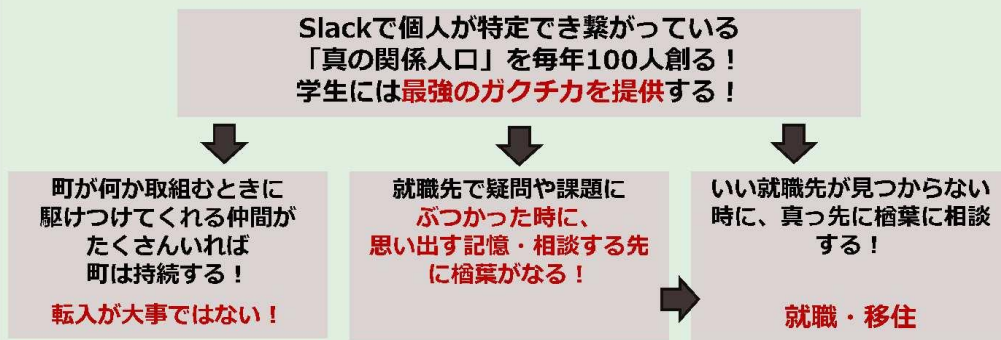 Slackで個人が特定でき繋がっている
「真の関係人口」を毎年100人創る！
学生には最強のガクチカを提供する！
町が何か取組むときに
駆けつけてくれる仲間が
たくさんいれば
町は持続する！
転入が大事ではない！
就職先で疑問や課題に
ぶつかった時に、
思い出す記憶・相談する先
に楢葉がなる！
いい就職先が見つからない
時に、真っ先に楢葉に相談
する！
就職・移住